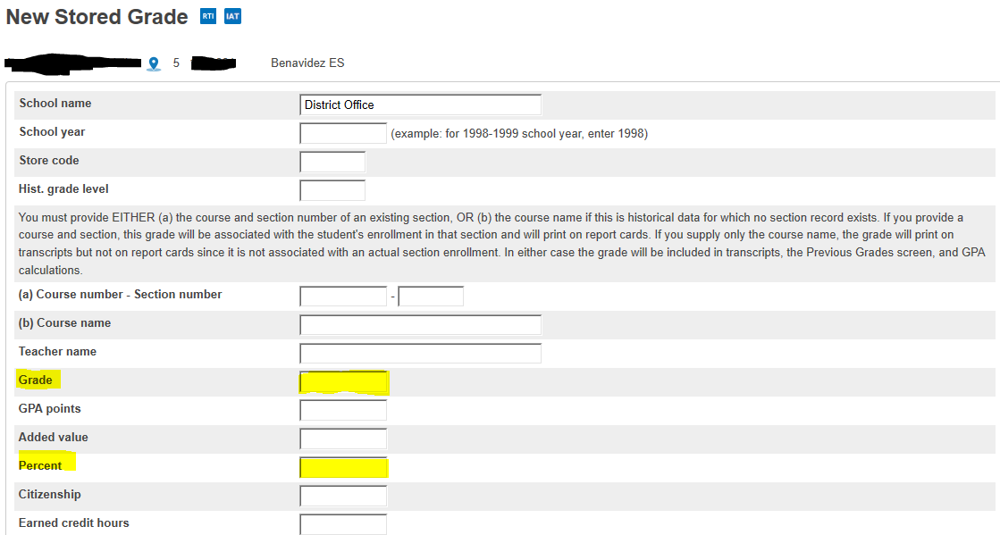 New Stored Grade RTI IAT
5 Benavidez ES
School name District Office
School year (example: for 1998-1999 school year, enter 1998)
Store code
Hist. grade level
You must provide EITHER (a) the course and section number of an existing section, OR (b) the course name if this is historical data for which no section record exists. If you provide a
course and section, this grade will be associated with the student's enrollment in that section and will print on report cards. If you supply only the course name, the grade will print on
transcripts but not on report cards since it is not associated with an actual section enrollment. In either case the grade will be included in transcripts, the Previous Grades screen, and GPA
calculations.
(a) Course number - Section number -
(b) Course name
Teacher name
Grade
GPA points
Added value
Percent
Citizenship
Earned credit hours